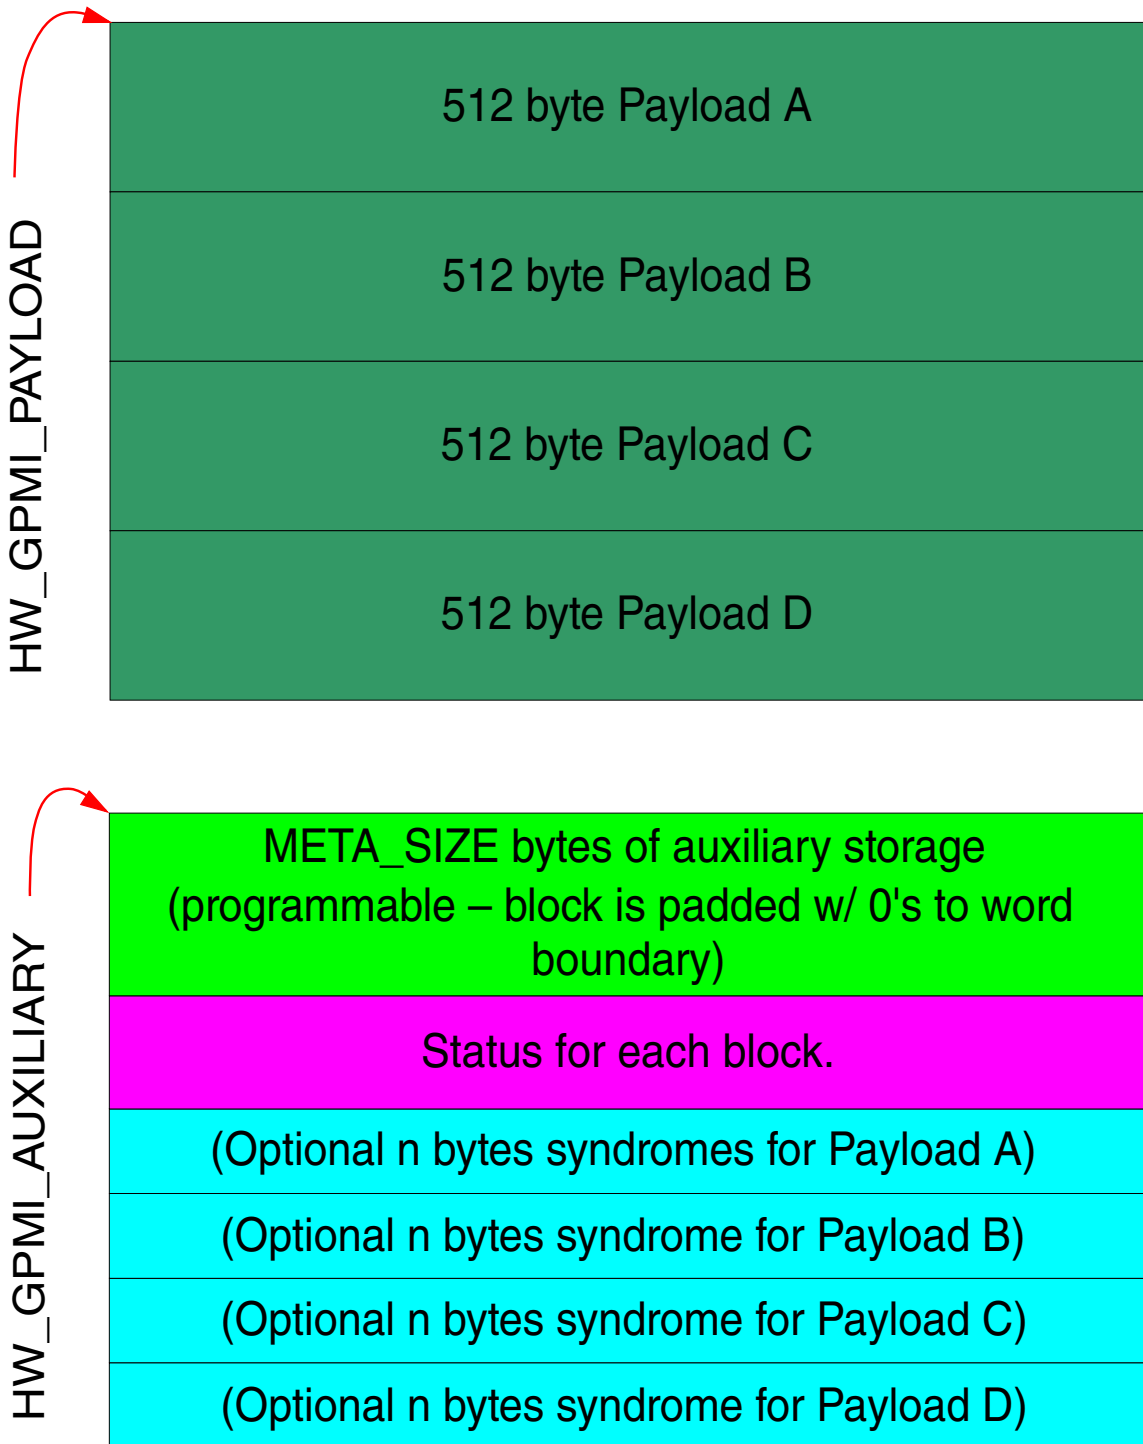 HW_GPMI_PAYLOAD
512 byte Payload A
512 byte Payload B
512 byte Payload C
512 byte Payload D
HW_GPMI_AUXILIARY
META_SIZE bytes of auxiliary storage
(programmable – block is padded w/ 0's to word
boundary)
Status for each block.
(Optional n bytes syndromes for Payload A)
(Optional n bytes syndrome for Payload B)
(Optional n bytes syndrome for Payload C)
(Optional n bytes syndrome for Payload D)